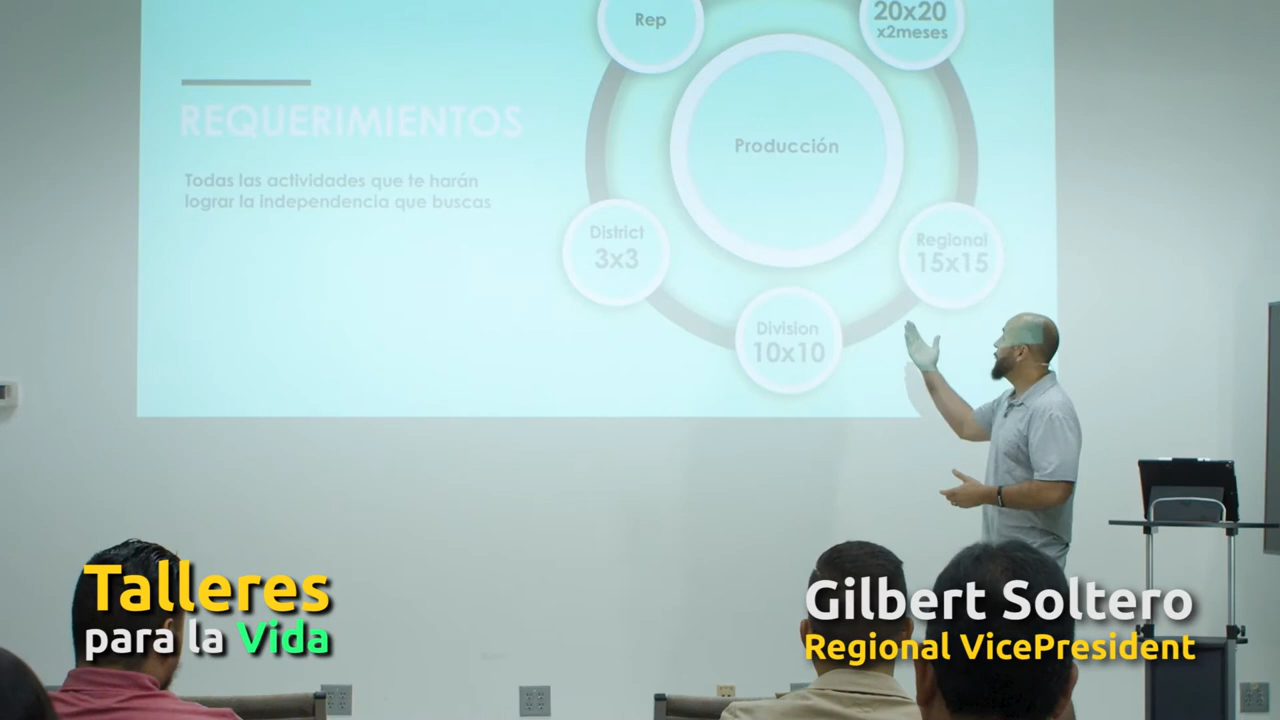 Rep
20x20
x2meses
REQUERIMIENTOS
Todas las actividades que te harán
lograr la independencia que buscas
Producción
District
3x3
Regional
15x15
Division
10x10
Talleres
para la Vida
Gilbert Soltero
Regional VicePresident